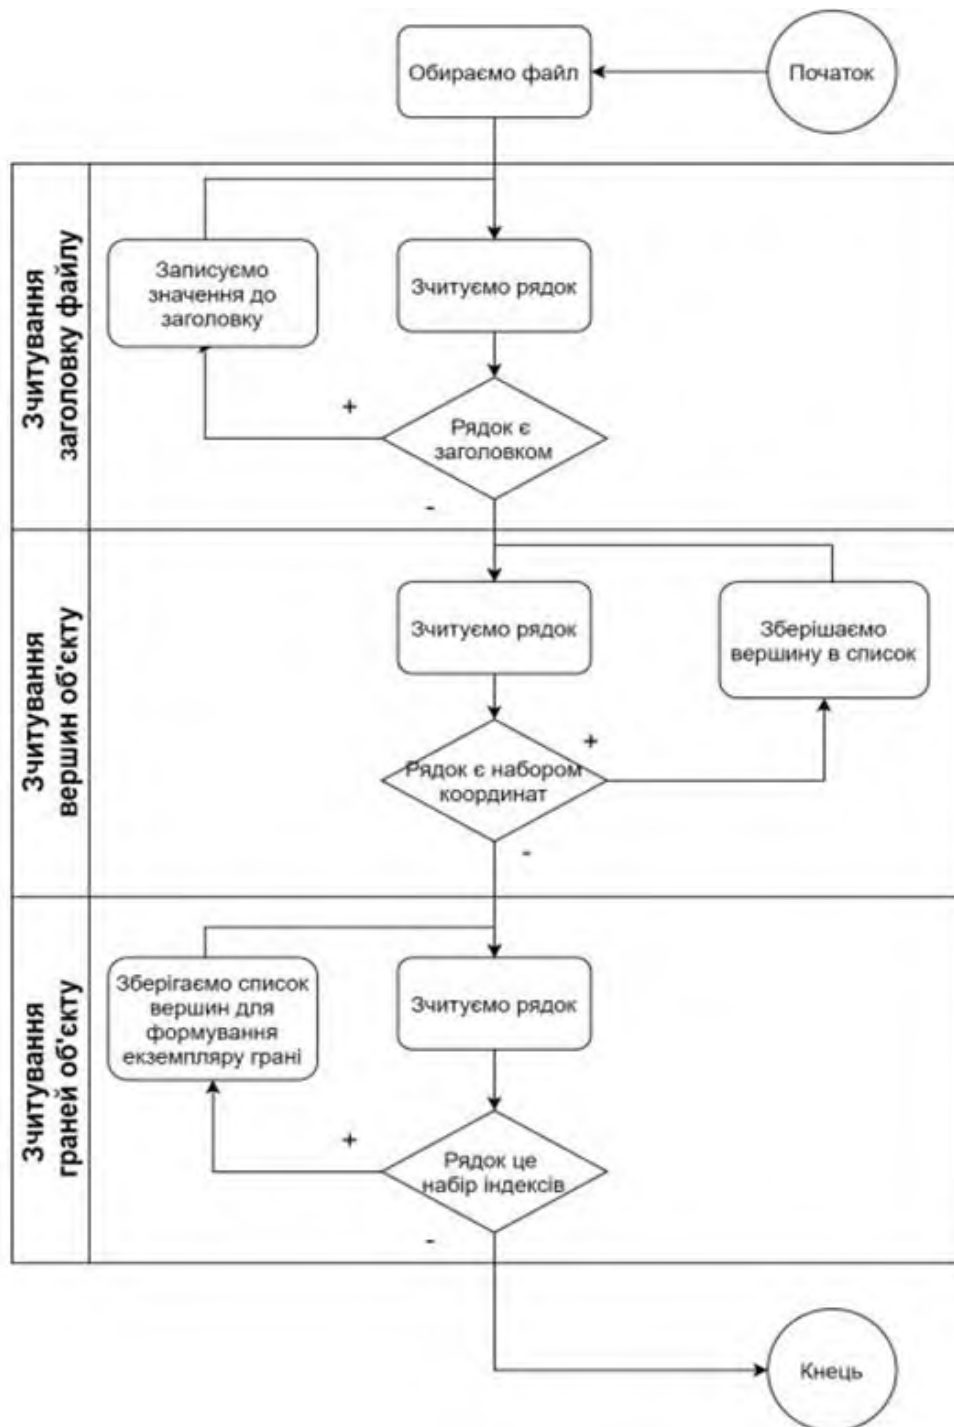 Обираємо файл
Початок
Зчитування
заголовку файлу
Записуємо
значення до
заголовку
Зчитуємо рядок
+
Рядок є
заголовком
-
Зчитування
вершин об'єкту
Зчитуємо рядок
Зберішаємо
вершину в список
+
Рядок є набором
координат
-
Зчитування
граней об'єкту
Зберігаємо список
вершин для
формування
екземпляру грані
Зчитуємо рядок
+
Рядок це
набір індексів
-
Кнець